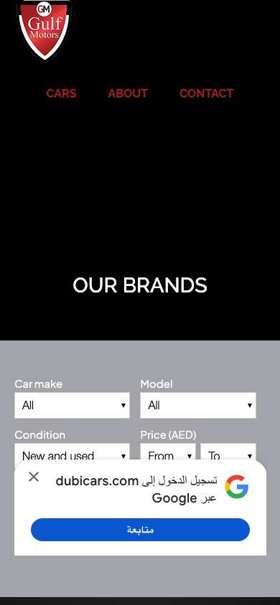 GM
Gulf
Motors
CARS ABOUT CONTACT
OUR BRANDS
Car make Model
All All
Condition Price (AED)
New and used From To
تسجيل الدخول إلى dubicars.com
عبر Google
متابعة